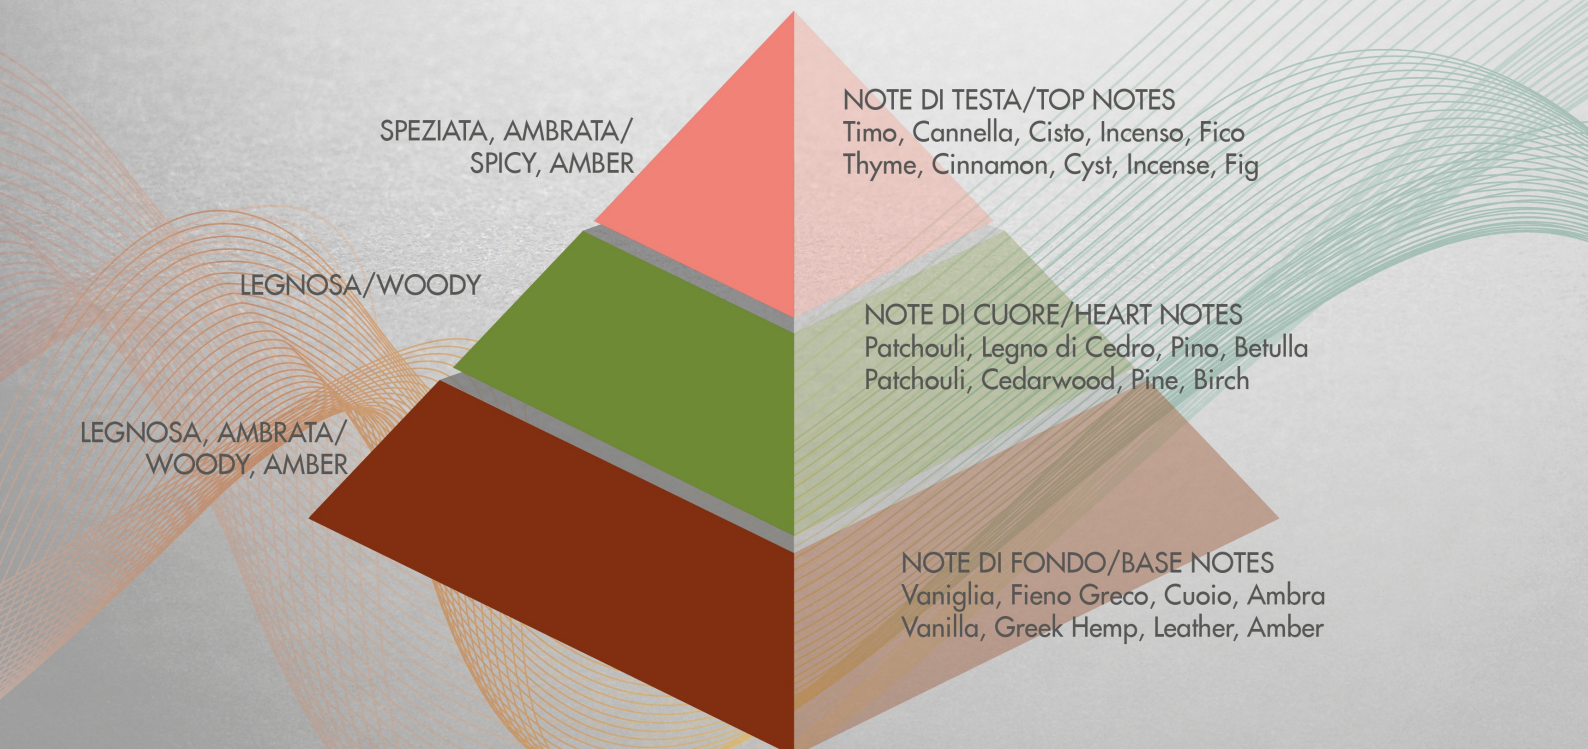 SPEZIATA, AMBRATA/
SPICY, AMBER
NOTE DI TESTA/TOP NOTES
Timo, Cannella, Cisto, Incenso, Fico
Thyme, Cinnamon, Cyst, Incense, Fig
LEGNOSA/WOODY
NOTE DI CUORE/HEART NOTES
Patchouli, Legno di Cedro, Pino, Betulla
Patchouli, Cedarwood, Pine, Birch
LEGNOSA, AMBRATA/
WOODY, AMBER
NOTE DI FONDO/BASE NOTES
Vaniglia, Fieno Greco, Cuoio, Ambra
Vanilla, Greek Hemp, Leather, Amber